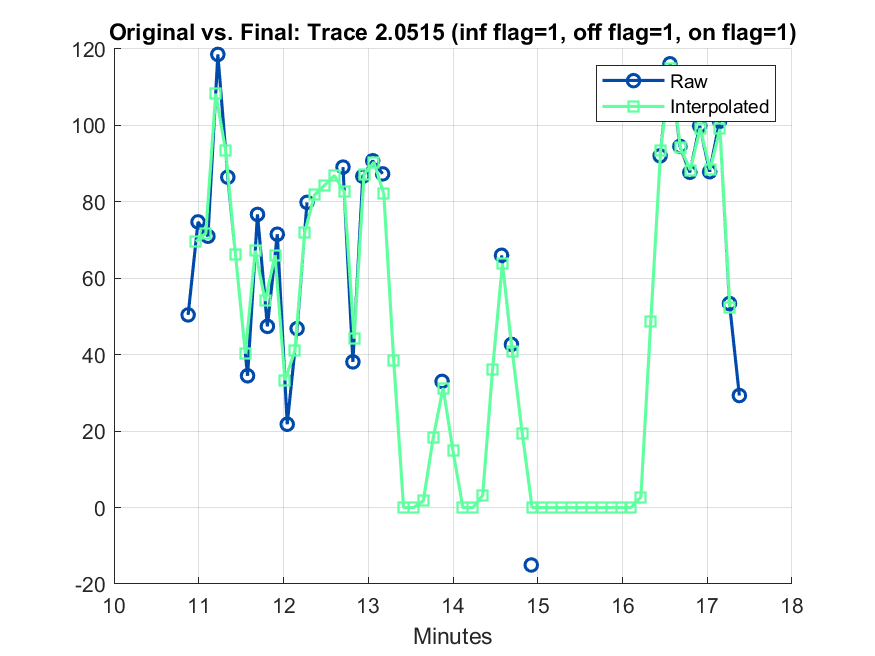 Original vs. Final: Trace 2.0515 (inf flag=1, off flag=1, on flag=1)
120
100
80
60
40
20
0
-20
Raw
Interpolated
10 11 12 13 14 15 16 17 18
Minutes